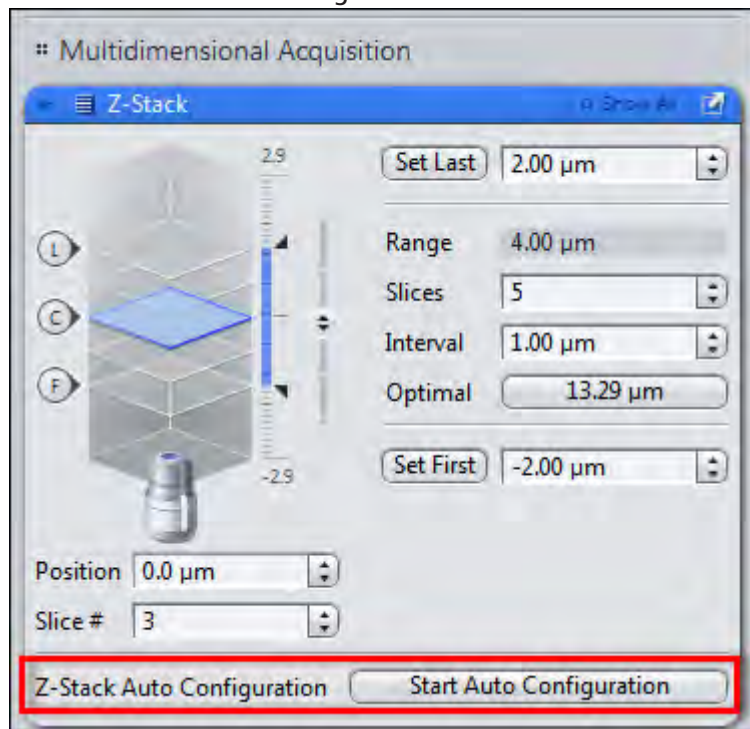 Multidimensional Acquisition
Z-Stack Show All
2.9 Set Last 2.00 µm
L
Range 4.00 µm
Slices 5
C
Interval 1.00 µm
F
Optimal 13.29 µm
-2.9 Set First -2.00 µm
Position 0.0 µm
Slice # 3
Z-Stack Auto Configuration Start Auto Configuration